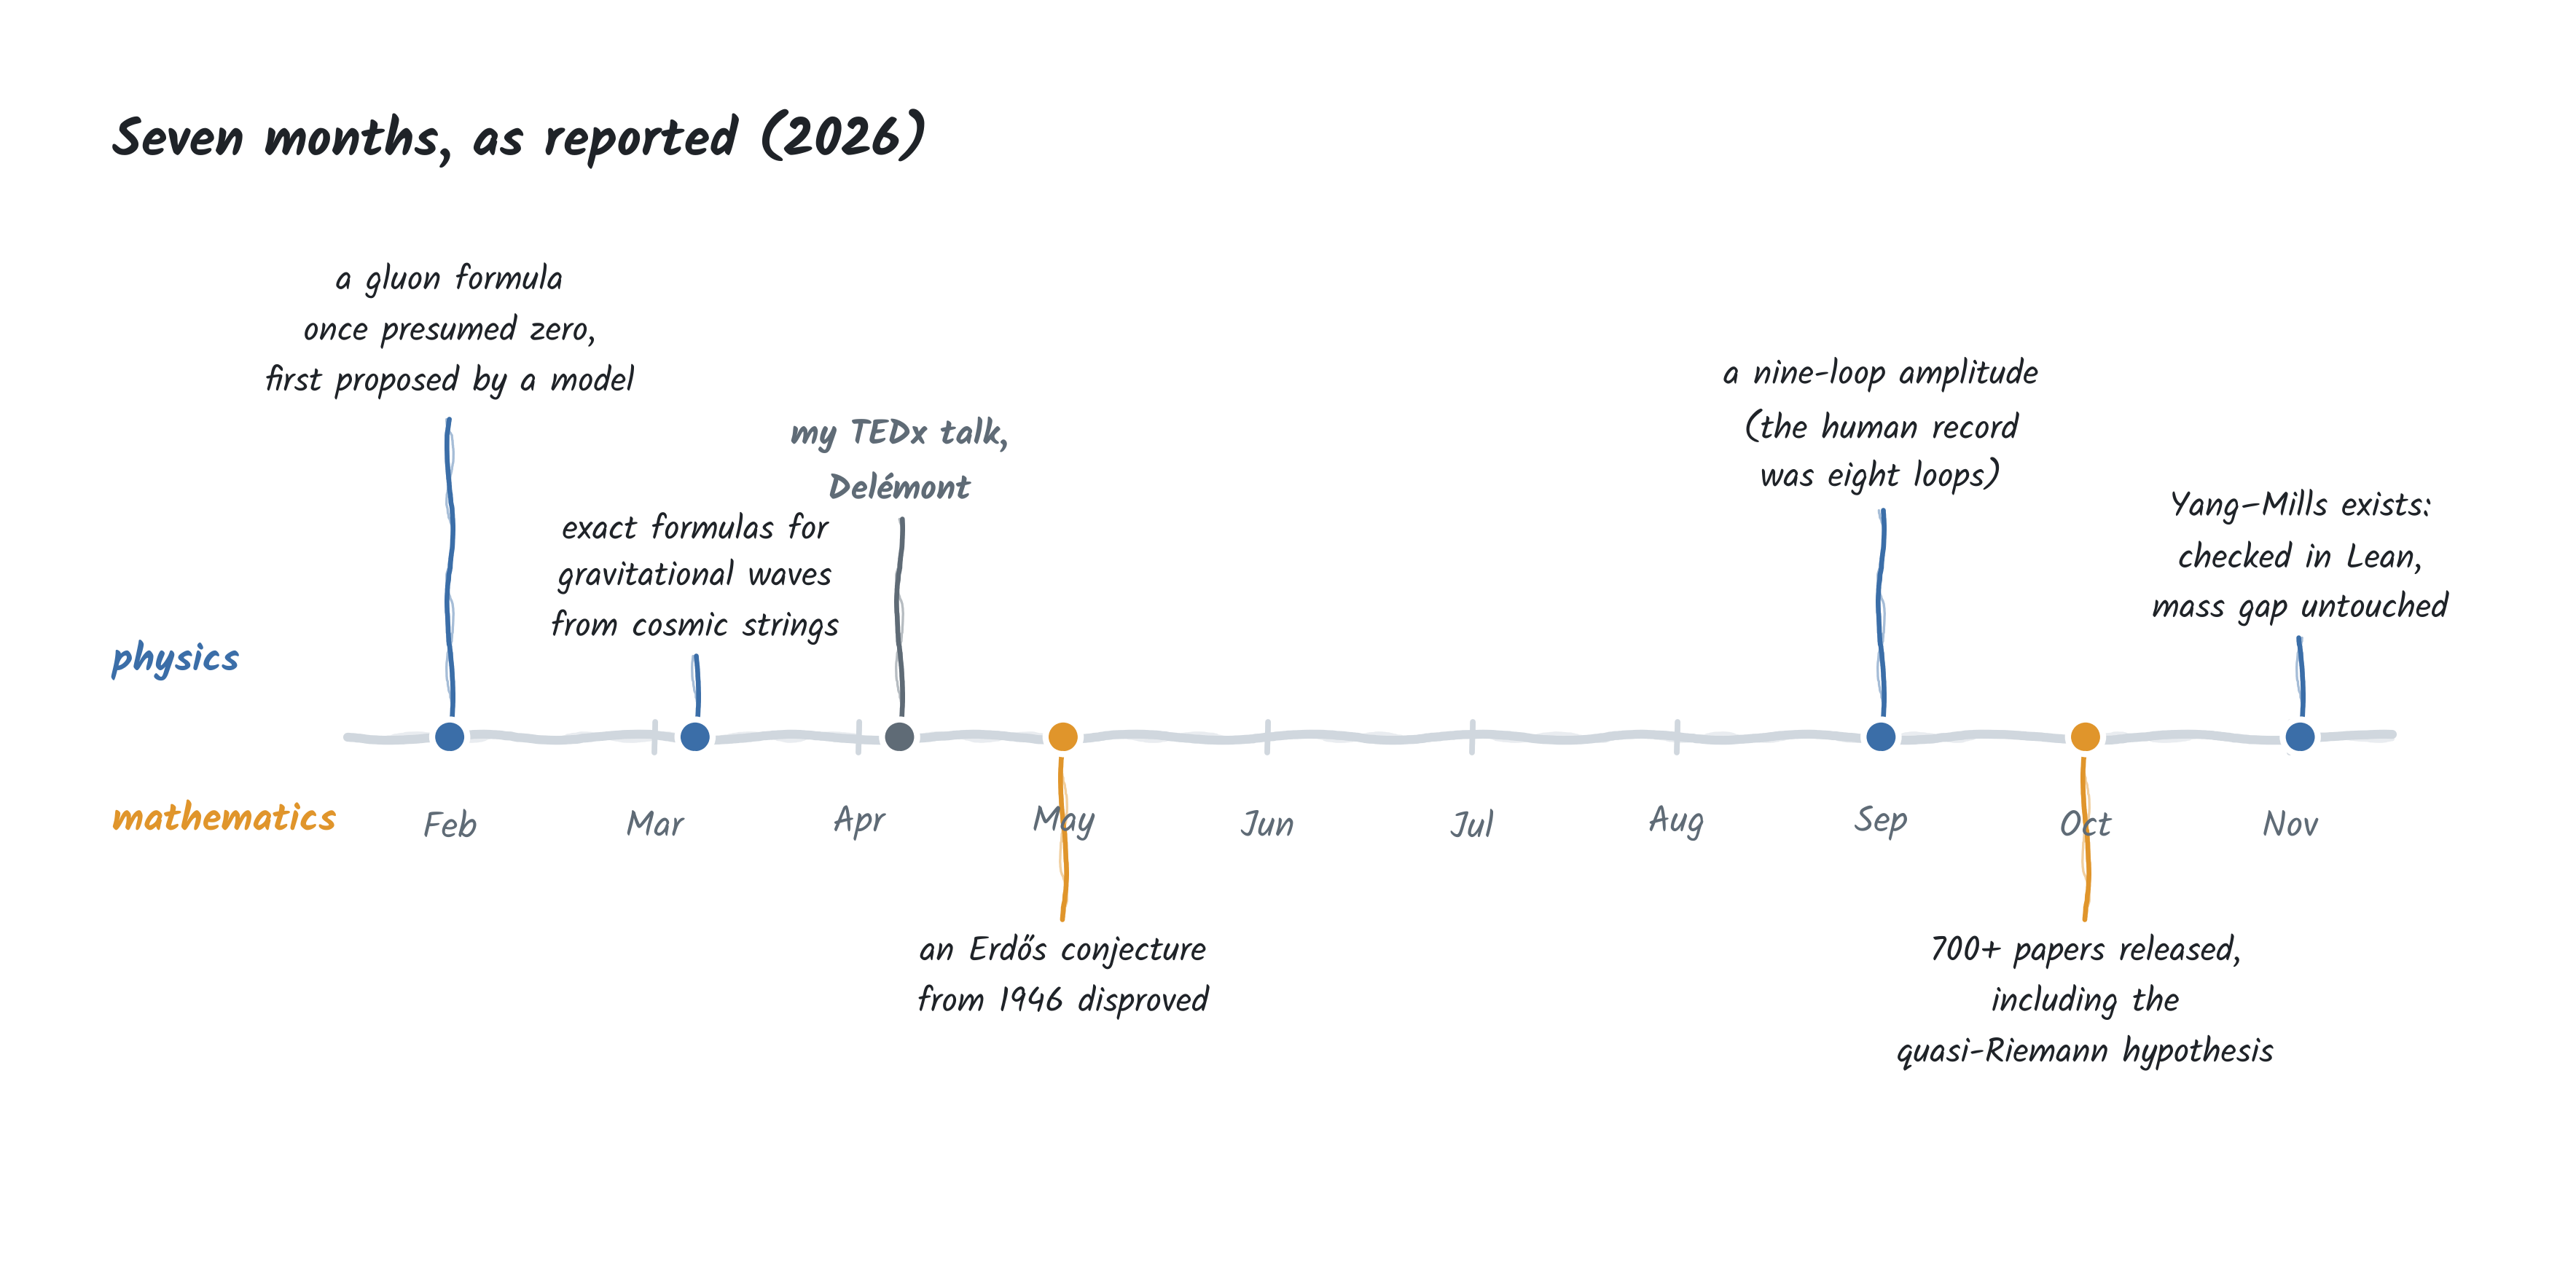 Seven months, as reported (2026)
a gluon formula
once presumed zero,
first proposed by a model
exact formulas for
gravitational waves
from cosmic strings
my TEDx talk,
Delémont
a nine-loop amplitude
(the human record
was eight loops)
Yang–Mills exists:
checked in Lean,
mass gap untouched
physics
mathematics
Feb
Mar
Apr
May
Jun
Jul
Aug
Sep
Oct
Nov
an Erdős conjecture
from 1946 disproved
700+ papers released,
including the
quasi-Riemann hypothesis